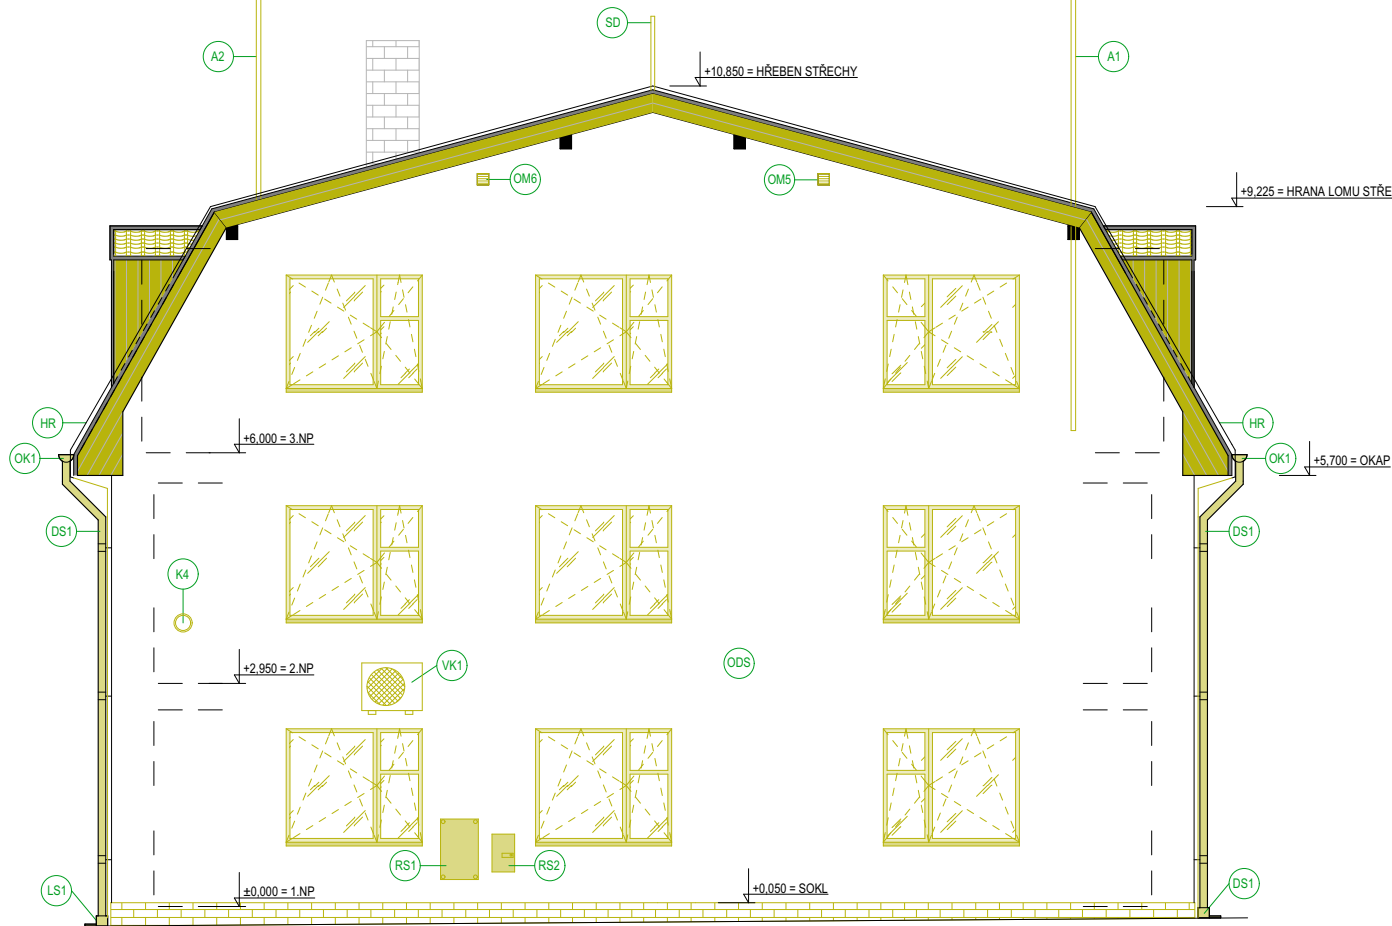 SD
A2
A1
+10,850 = HŘEBEN STŘECHY
OM6
OM5
+9,225 = HRANA LOMU STŘE
HR
HR
+6,000 = 3.NP
OK1
OK1
+5,700 = OKAP
DS1
DS1
K4
+2,950 = 2.NP
VK1
ODS
RS1
RS2
LS1
±0,000 = 1.NP
+0,050 = SOKL
DS1